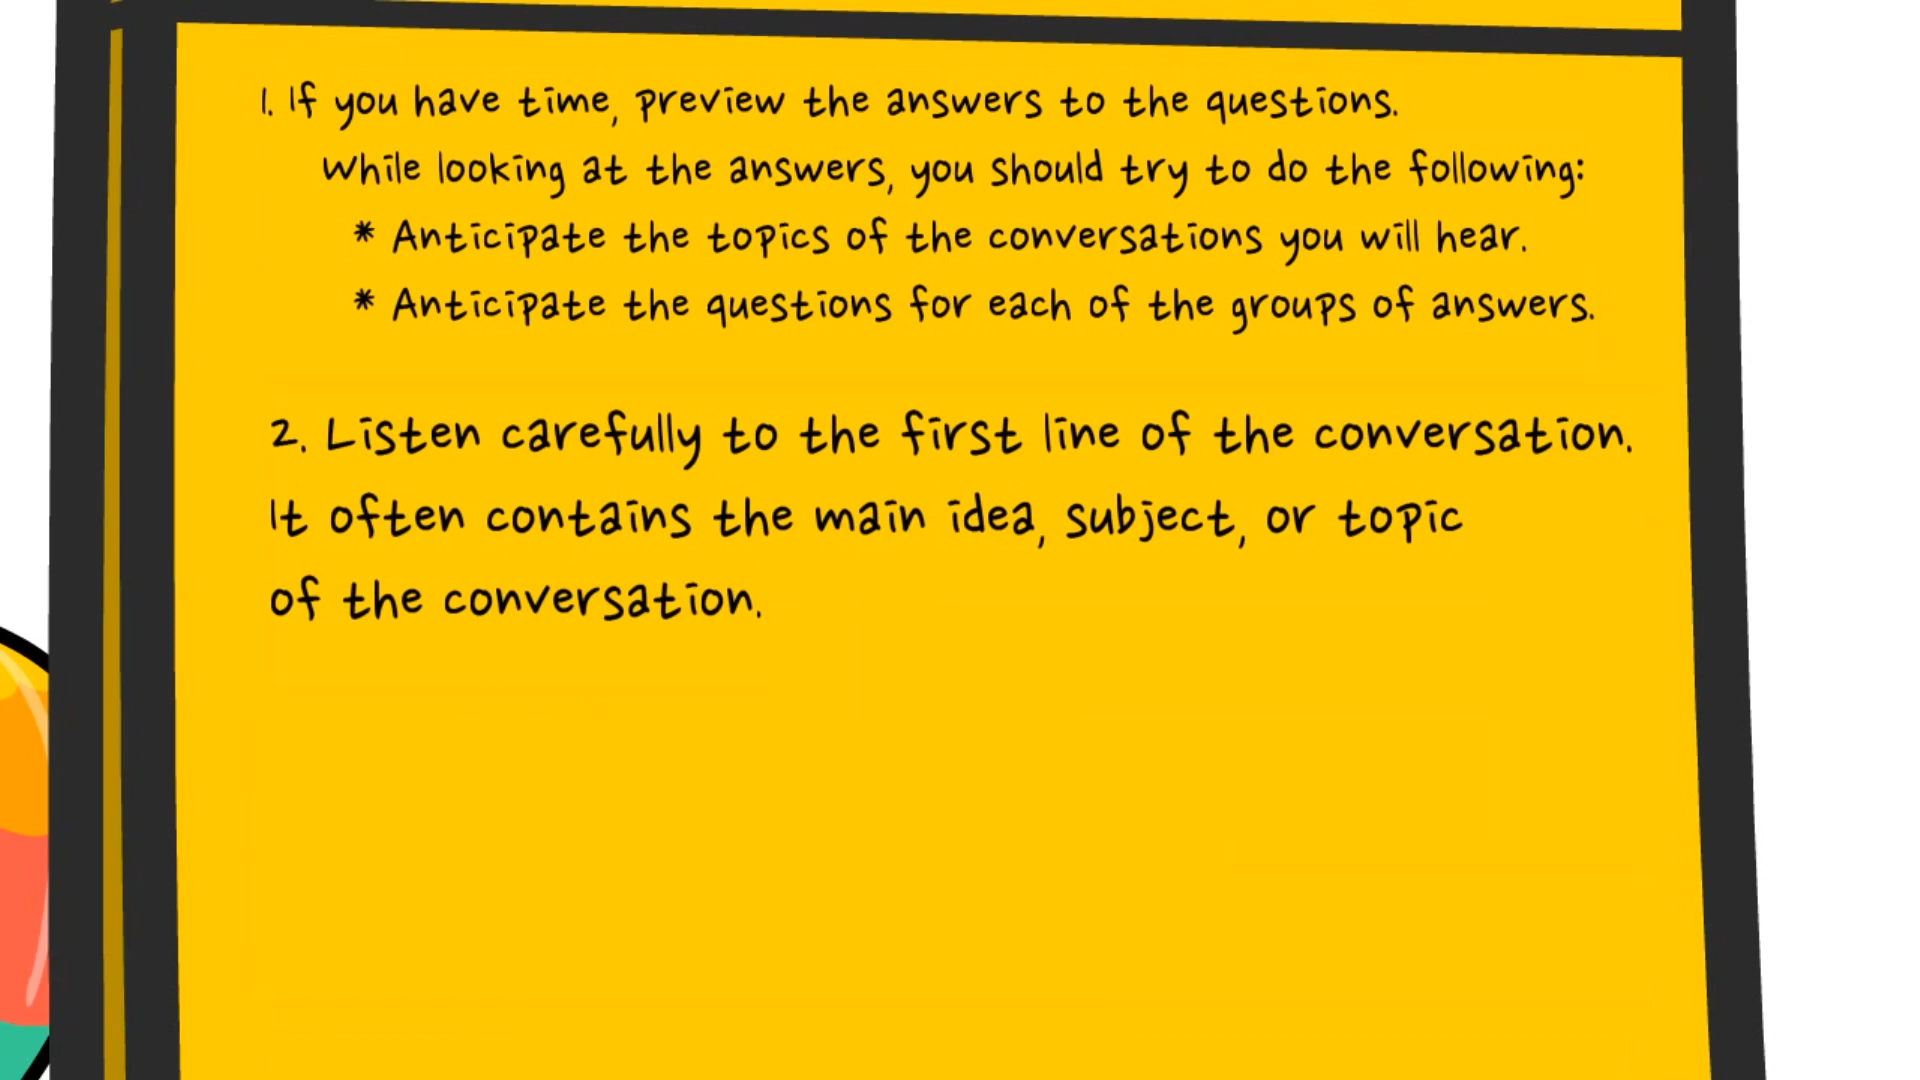 1. If you have time, preview the answers to the questions.
While looking at the answers, you should try to do the following:
* Anticipate the topics of the conversations you will hear.
* Anticipate the questions for each of the groups of answers.
2. Listen carefully to the first line of the conversation.
It often contains the main idea, subject, or topic
of the conversation.